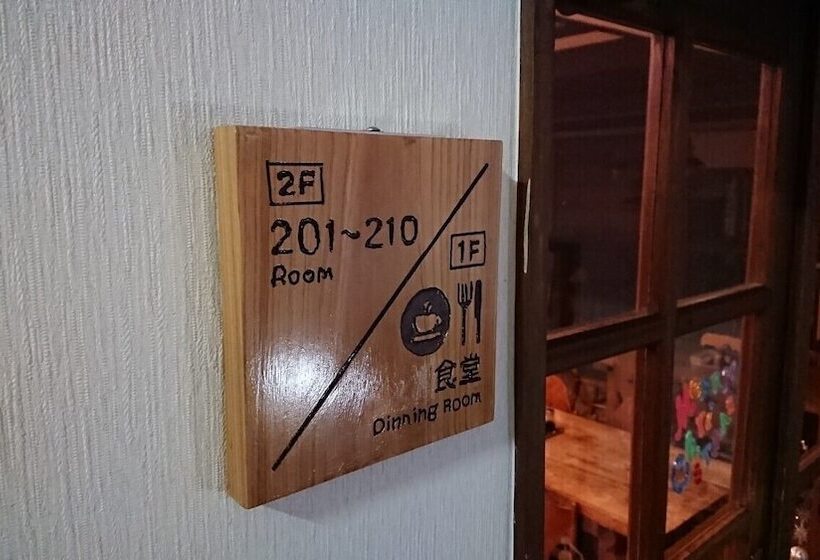 2F
201~210
Room
1F
食堂
Dinning Room